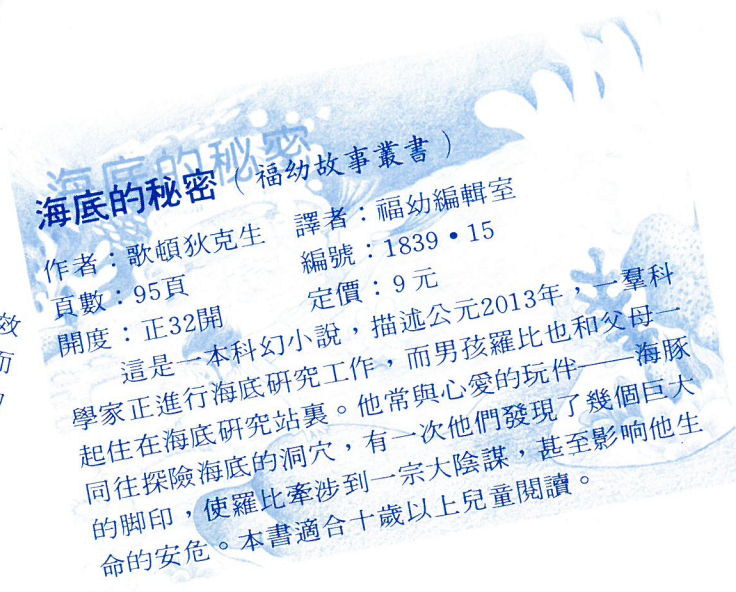 海底的秘密
海底的秘密（福幼故事叢書）
作者：歌頓狄克生 譯者：福幼編輯室
頁數：95頁 編號：1839•15
開度：正32開 定價：9元
這是一本科幻小說，描述公元2013年，一羣科
學家正進行海底研究工作，而男孩羅比也和父母一
起住在海底研究站裏。他常與心愛的玩伴——海豚
同往探險海底的洞穴，有一次他們發現了幾個巨大
的脚印，使羅比牽涉到一宗大陰謀，甚至影响他生
命的安危。本書適合十歲以上兒童閱讀。
效
而